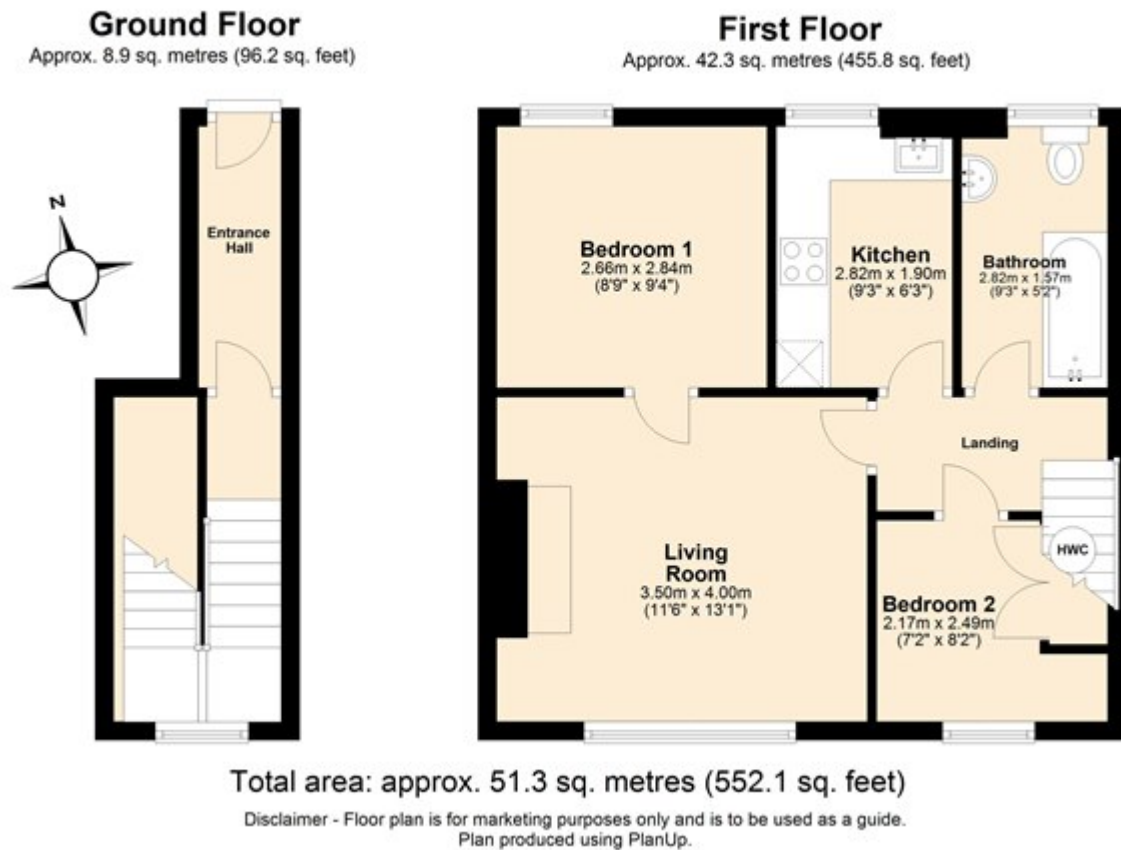 Ground Floor
Approx. 8.9 sq. metres (96.2 sq. feet)
First Floor
Approx. 42.3 sq. metres (455.8 sq. feet)
N
Entrance
Hall
Bedroom 1
2.66m x 2.84m
(8'9" x 9'4")
Kitchen
2.82m x 1.90m
(9'3" x 6'3")
Bathroom
2.82m x 1.57m
(9'3" x 5'2")
Landing
Living
Room
3.50m x 4.00m
(11'6" x 13'1")
HWC
Bedroom 2
2.17m x 2.49m
(7'2" x 8'2")
Total area: approx. 51.3 sq. metres (552.1 sq. feet)
Disclaimer - Floor plan is for marketing purposes only and is to be used as a guide.
Plan produced using PlanUp.